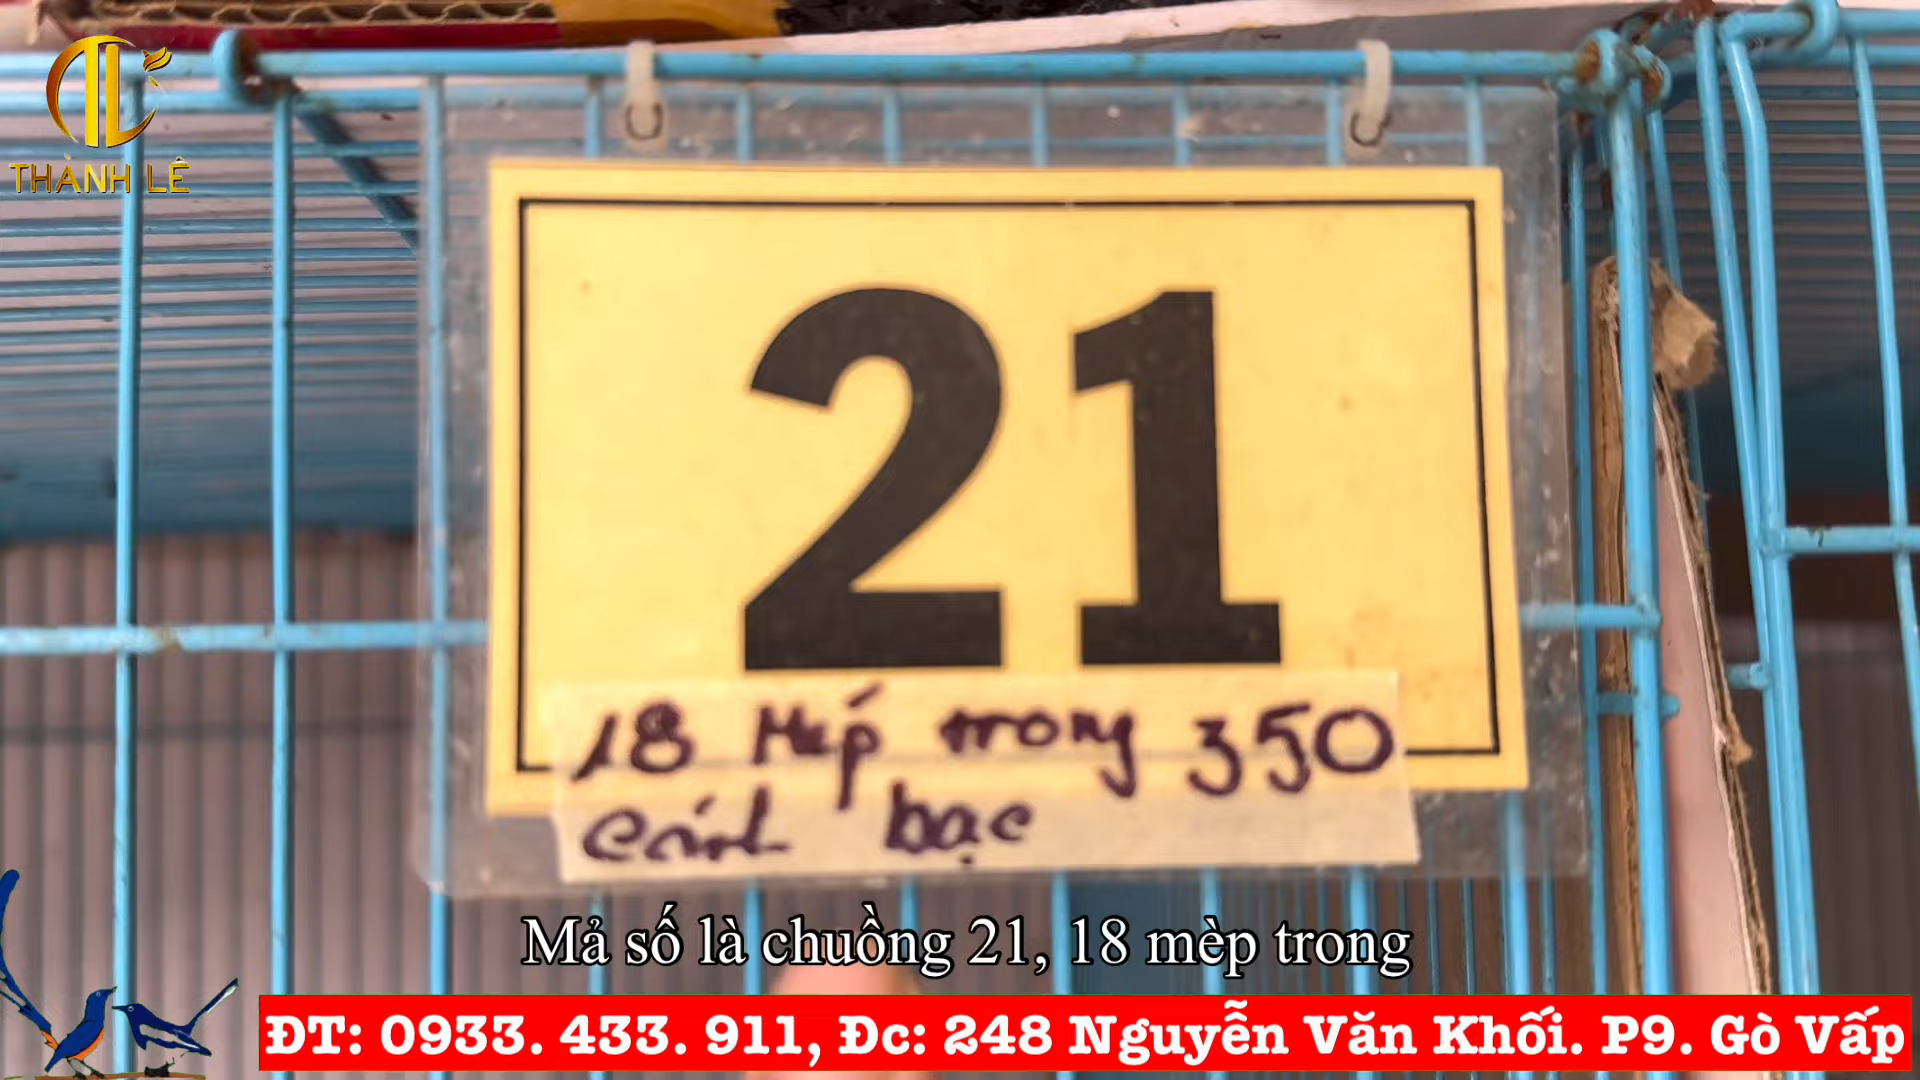 THÀNH LÊ
21
18 Mép trong 350
cánh bạc
Mả số là chuồng 21, 18 mèp trong
ĐT: 0933. 433. 911, Đc: 248 Nguyễn Văn Khối. P9. Gò Vấp